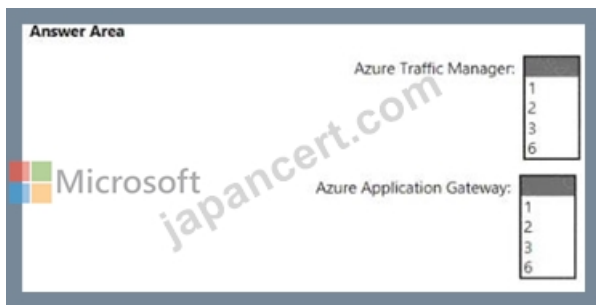 Answer Area
Azure Traffic Manager:
1
2
3
6
Microsoft
japancert.com
Azure Application Gateway:
1
2
3
6